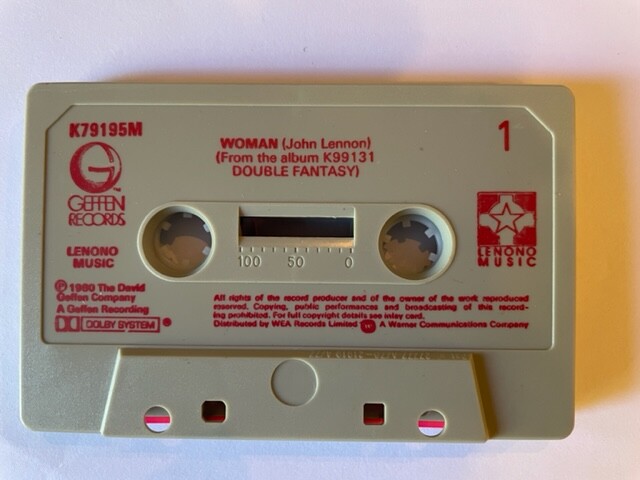 K79195M
WOMAN (John Lennon)
(From the album K99131
DOUBLE FANTASY)
1
G
GEFFEN
RECORDS
LENONO
MUSIC
LENONO
MUSIC
100 50 0
℗ 1980 The David
Geffen Company
A Geffen Recording
DOLBY SYSTEM ®
All rights of the record producer and of the owner of the work reproduced
reserved. Copying, public performances and broadcasting of this record-
ing prohibited. For full copyright details see inlay card.
Distributed by WEA Records Limited A Warner Communications Company